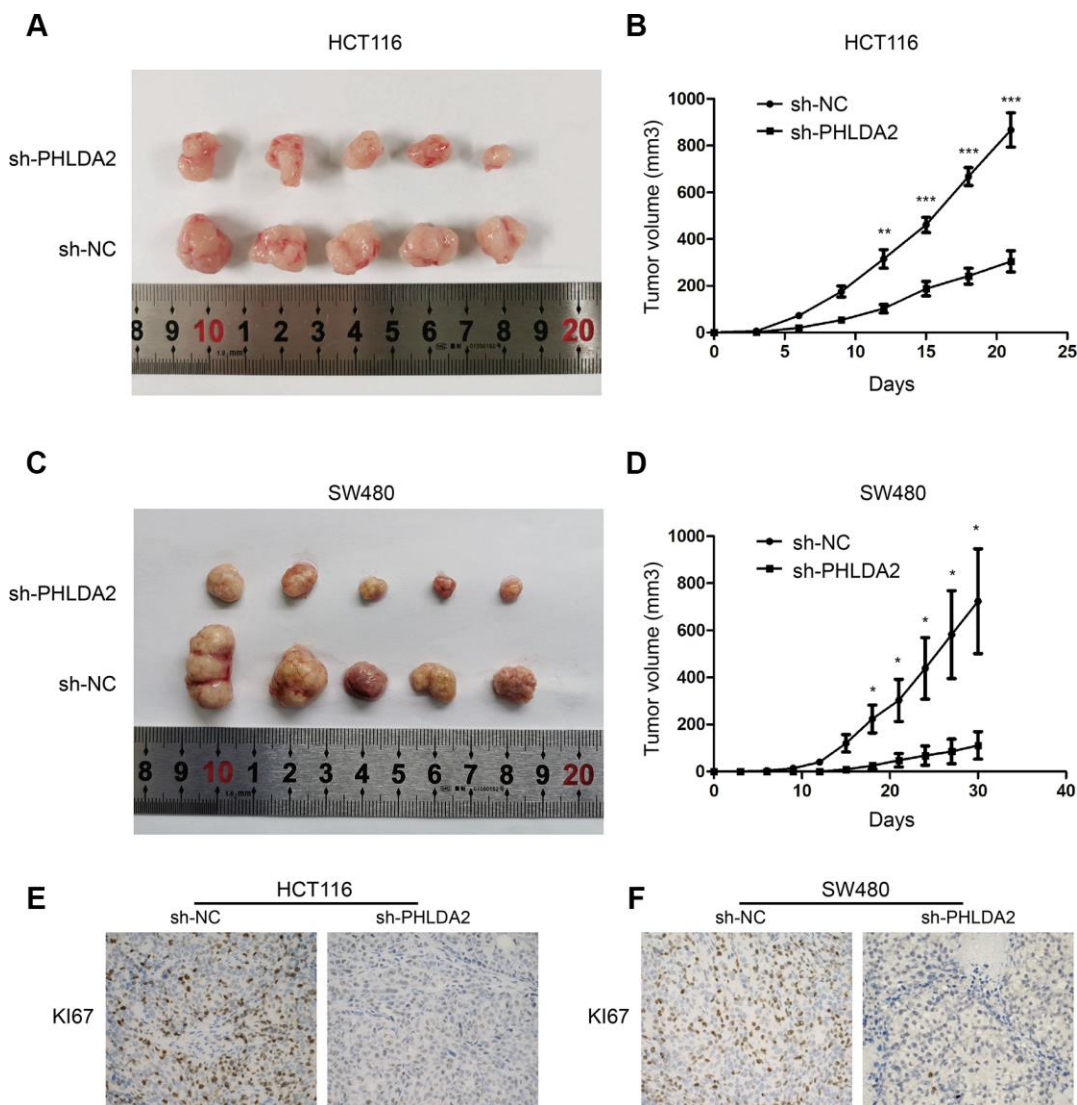 A
HCT116
sh-PHLDA2
sh-NC
8 9 10 1 2 3 4 5 6 7 8 9 20
B
HCT116
Tumor volume (mm3)
1000
800
600
400
200
0
sh-NC
sh-PHLDA2
**
***
***
***
0 5 10 15 20 25
Days
C
SW480
sh-PHLDA2
sh-NC
8 9 10 1 2 3 4 5 6 7 8 9 20
D
SW480
Tumor volume (mm3)
1000
800
600
400
200
0
sh-NC
sh-PHLDA2
*
*
*
*
*
0 10 20 30 40
Days
E
HCT116
sh-NC sh-PHLDA2
KI67
F
SW480
sh-NC sh-PHLDA2
KI67